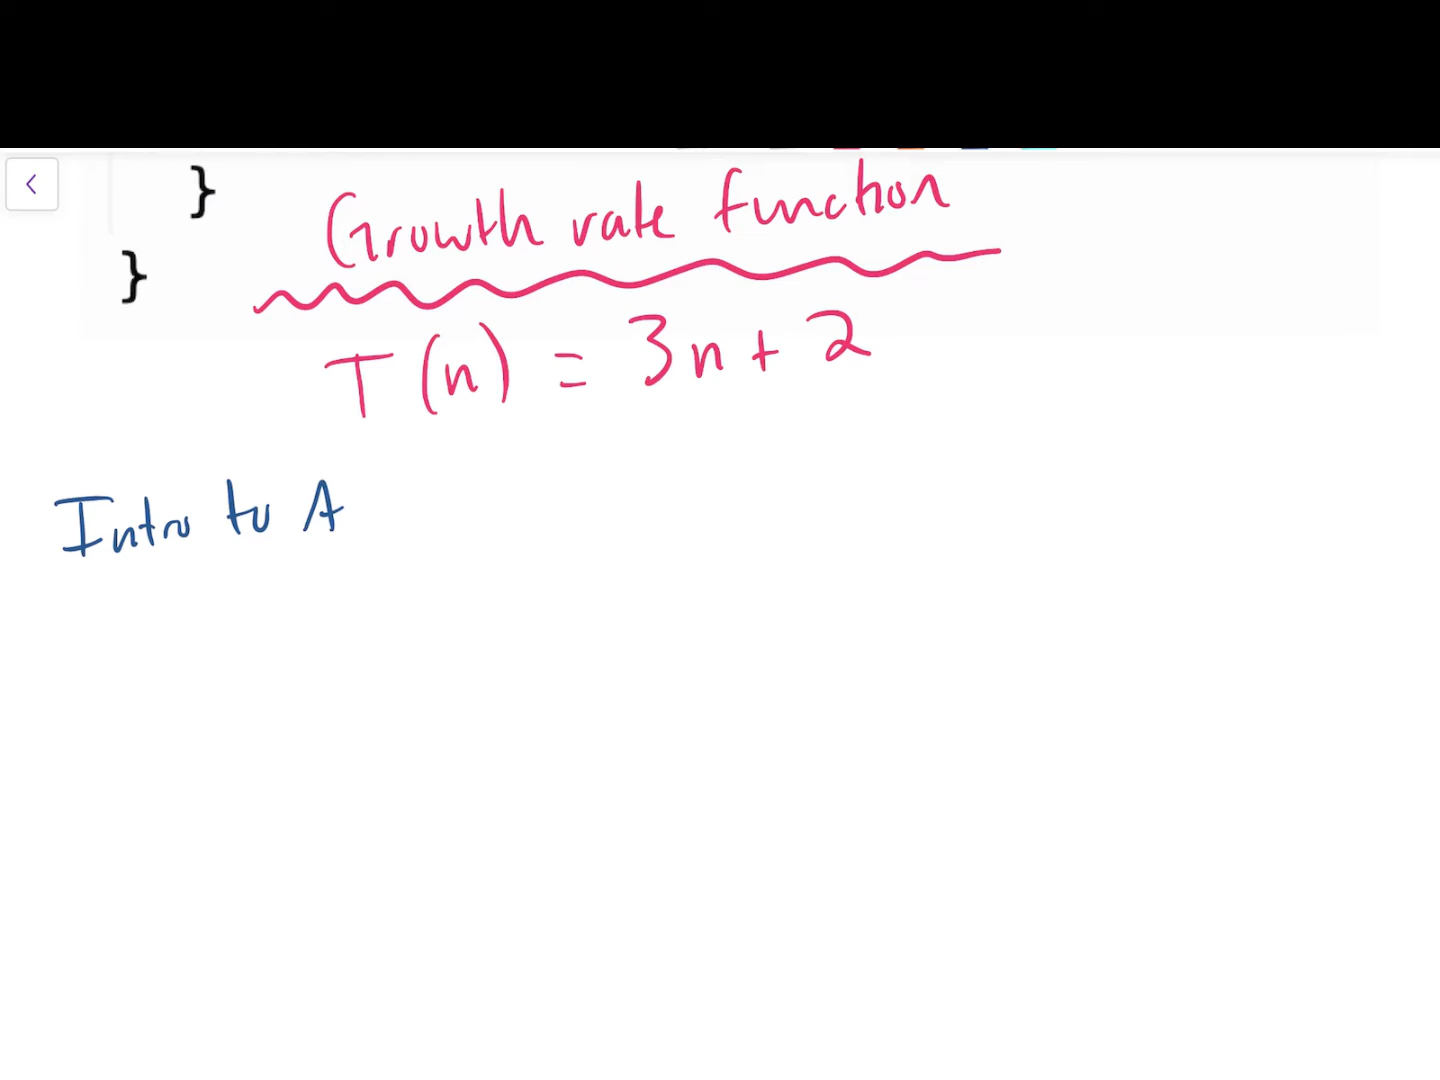 }
Growth rate function
}
T(n) = 3n + 2
Intro to A